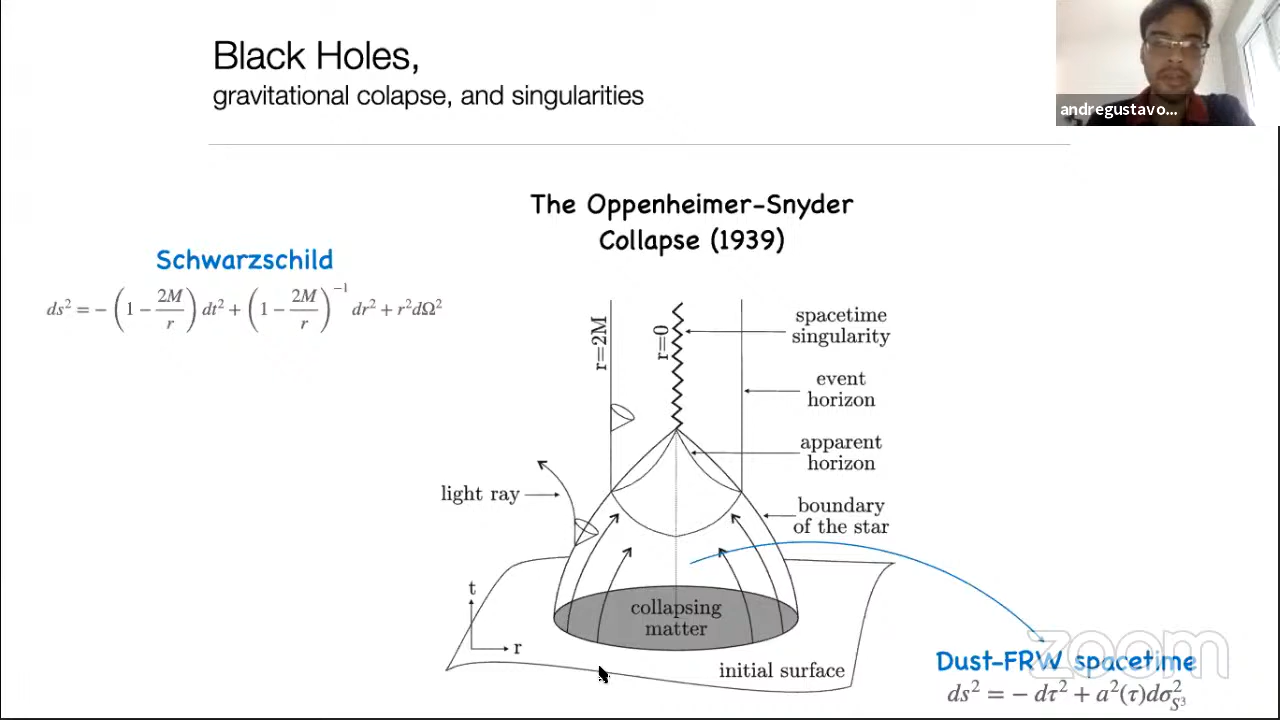 Black Holes,
gravitational colapse, and singularities
andregustavo...
The Oppenheimer-Snyder
Collapse (1939)
Schwarzschild
ds² = − (1 − 2M/r) dt² + (1 − 2M/r)⁻¹ dr² + r²dΩ²
r=2M
r=0
spacetime
singularity
event
horizon
apparent
horizon
light ray
boundary
of the star
t
r
collapsing
matter
initial surface
zoom
Dust-FRW spacetime
ds² = − dτ² + a²(τ)dσ²_S³